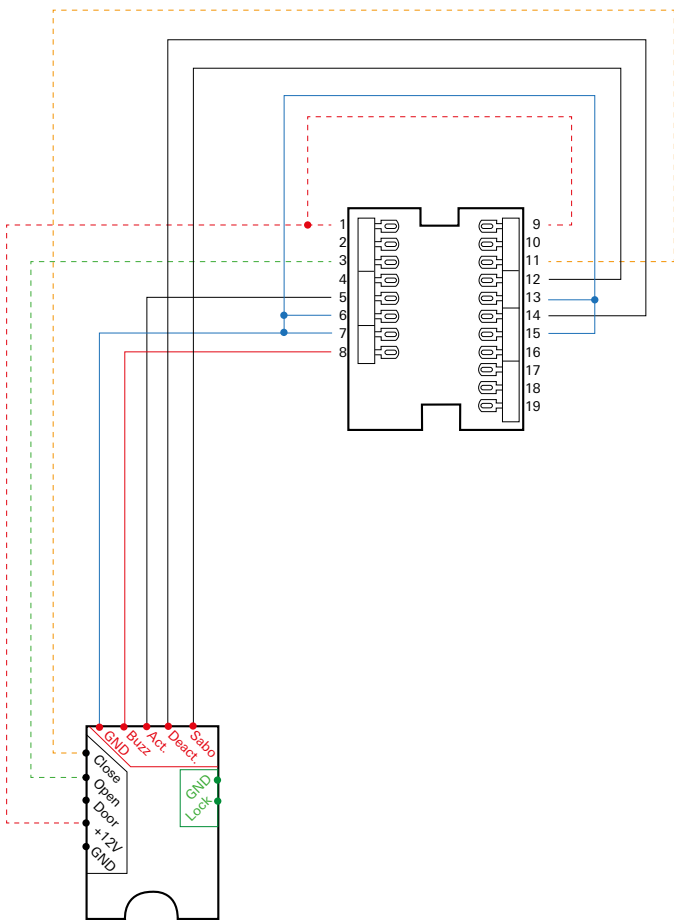 1 9
2 10
3 11
4 12
5 13
6 14
7 15
8 16
17
18
19
GND
Buzz
Act.
Deact.
Sabo
Close
Open
Door
+12V
GND
GND
Lock